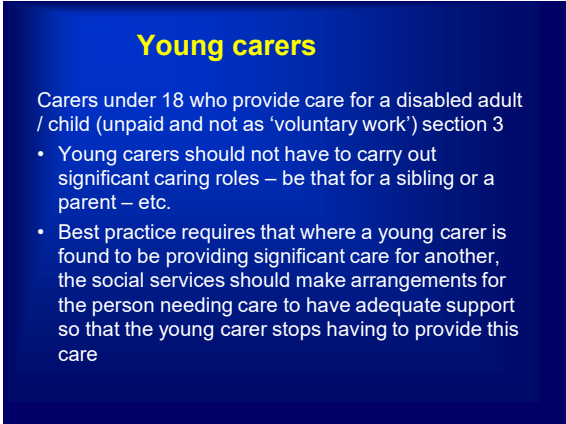 Young carers
Carers under 18 who provide care for a disabled adult
/ child (unpaid and not as ‘voluntary work’) section 3
• Young carers should not have to carry out
significant caring roles – be that for a sibling or a
parent – etc.
• Best practice requires that where a young carer is
found to be providing significant care for another,
the social services should make arrangements for
the person needing care to have adequate support
so that the young carer stops having to provide this
care